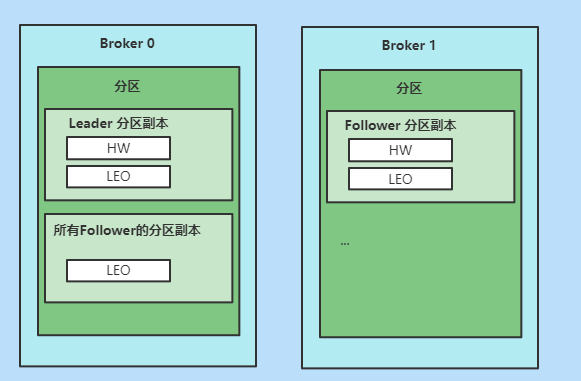 Broker 0
分区
Leader 分区副本
HW
LEO
所有Follower的分区副本
LEO
Broker 1
分区
Follower 分区副本
HW
LEO
...